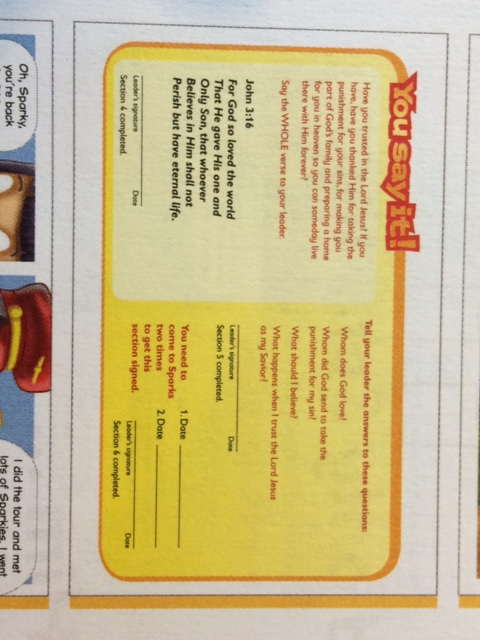 You say it!
Have you trusted in the Lord Jesus? If you
have, have you thanked Him for taking the
punishment for your sins, for making you
part of God's family and preparing a home
for you in heaven so you can someday live
there with Him forever?
Say the WHOLE verse to your leader.
John 3:16
For God so loved the world
That He gave His one and
Only Son, that whoever
Believes in Him shall not
Perish but have eternal life.
Leader's signature Date
Section 4 completed.
Tell your leader the answers to these questions:
Whom does God love?
Whom did God send to take the
punishment for my sin?
What should I believe?
What happens when I trust the Lord Jesus
as my Savior?
Leader's signature Date
Section 5 completed.
You need to
come to Sparks
two times
to get this
section signed.
1. Date
2. Date
Leader's signature Date
Section 6 completed.
Oh, Sparky,
you're back
I did the tour and met
lots of Sparkies. I went